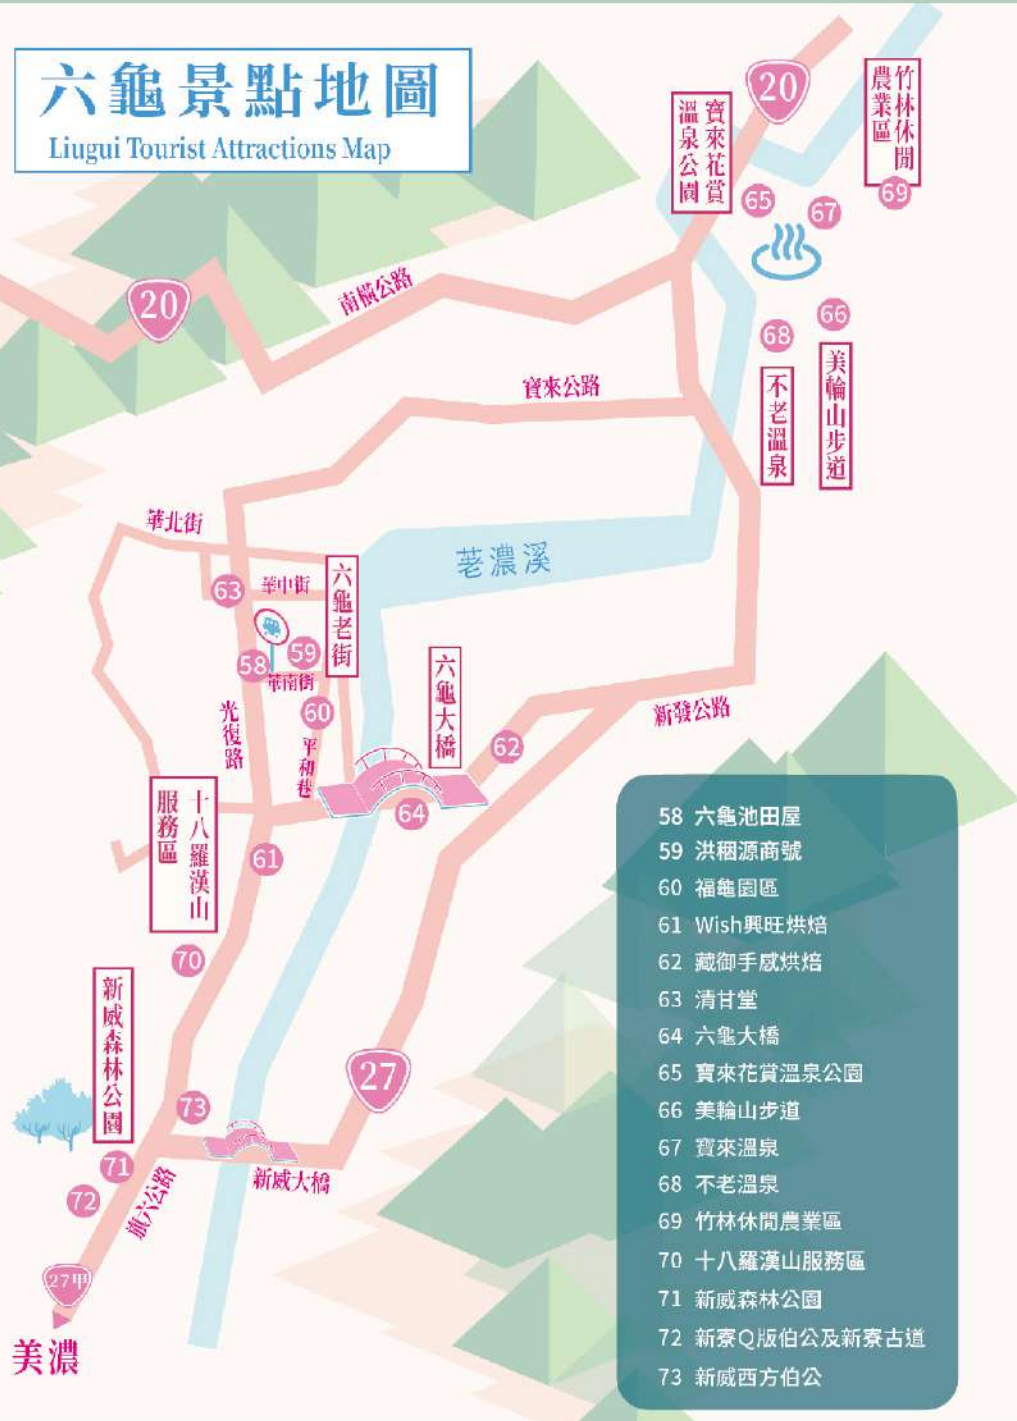 六龜景點地圖
Liugui Tourist Attractions Map
20
竹林休閒
農業區
寶來花賞
溫泉公園
65
67
69
20
南橫公路
66
68
美輪山步道
不老溫泉
寶來公路
華北街
荖濃溪
63
華中街
六龜老街
59
58
華南街
60
光復路
平和巷
六龜大橋
62
新發公路
64
十八羅漢山
服務區
61
70
新威森林公園
27
73
新威大橋
71
72
旗六公路
27甲
美濃
58 六龜池田屋
59 洪稇源商號
60 福龜園區
61 Wish興旺烘焙
62 藏御手感烘焙
63 清甘堂
64 六龜大橋
65 寶來花賞溫泉公園
66 美輪山步道
67 寶來溫泉
68 不老溫泉
69 竹林休閒農業區
70 十八羅漢山服務區
71 新威森林公園
72 新寮Q版伯公及新寮古道
73 新威西方伯公